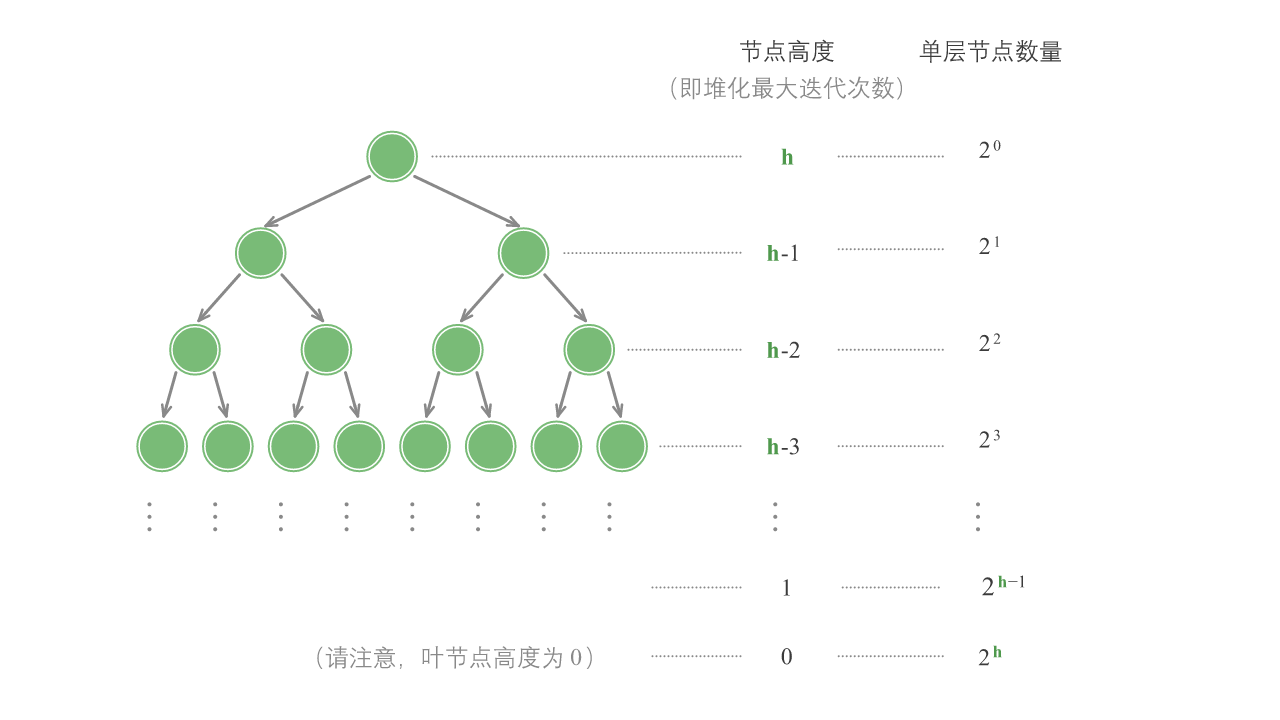 节点高度 单层节点数量
（即堆化最大迭代次数）
h 2⁰
h-1 2¹
h-2 2²
h-3 2³
1 2ʰ⁻¹
（请注意，叶节点高度为 0） 0 2ʰ